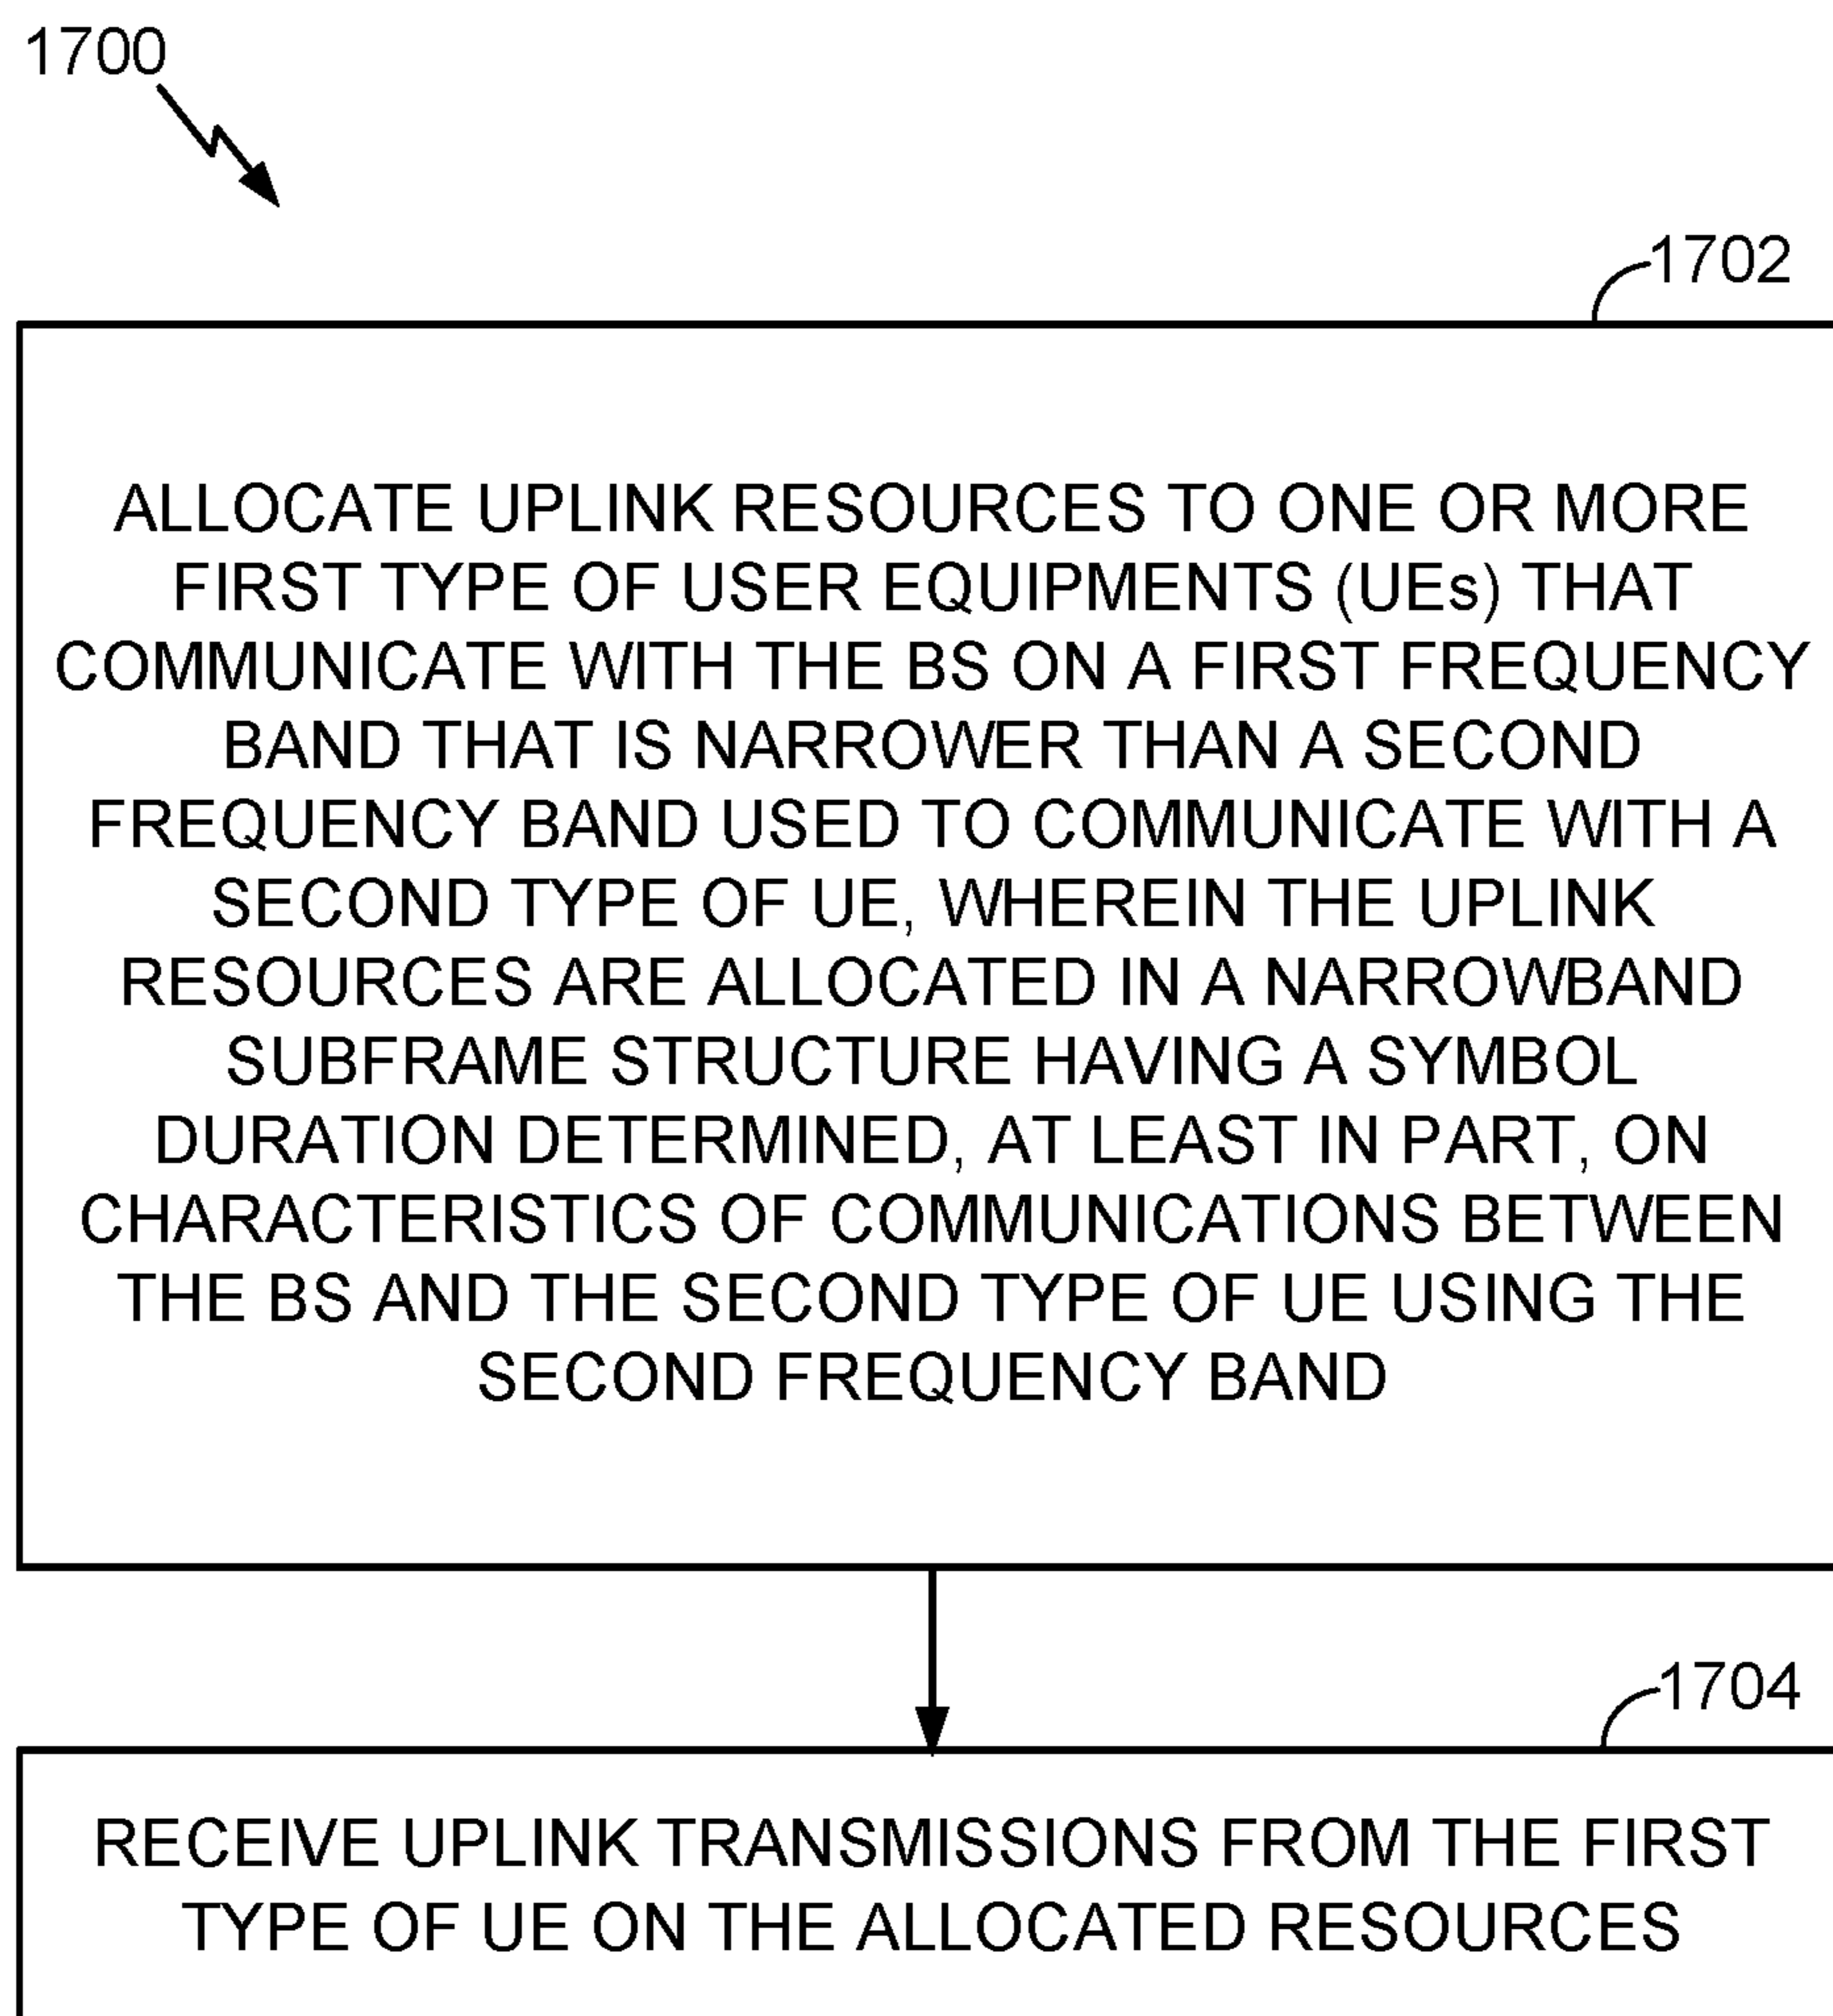 1700
1702
ALLOCATE UPLINK RESOURCES TO ONE OR MORE
FIRST TYPE OF USER EQUIPMENTS (UEs) THAT
COMMUNICATE WITH THE BS ON A FIRST FREQUENCY
BAND THAT IS NARROWER THAN A SECOND
FREQUENCY BAND USED TO COMMUNICATE WITH A
SECOND TYPE OF UE, WHEREIN THE UPLINK
RESOURCES ARE ALLOCATED IN A NARROWBAND
SUBFRAME STRUCTURE HAVING A SYMBOL
DURATION DETERMINED, AT LEAST IN PART, ON
CHARACTERISTICS OF COMMUNICATIONS BETWEEN
THE BS AND THE SECOND TYPE OF UE USING THE
SECOND FREQUENCY BAND
1704
RECEIVE UPLINK TRANSMISSIONS FROM THE FIRST
TYPE OF UE ON THE ALLOCATED RESOURCES